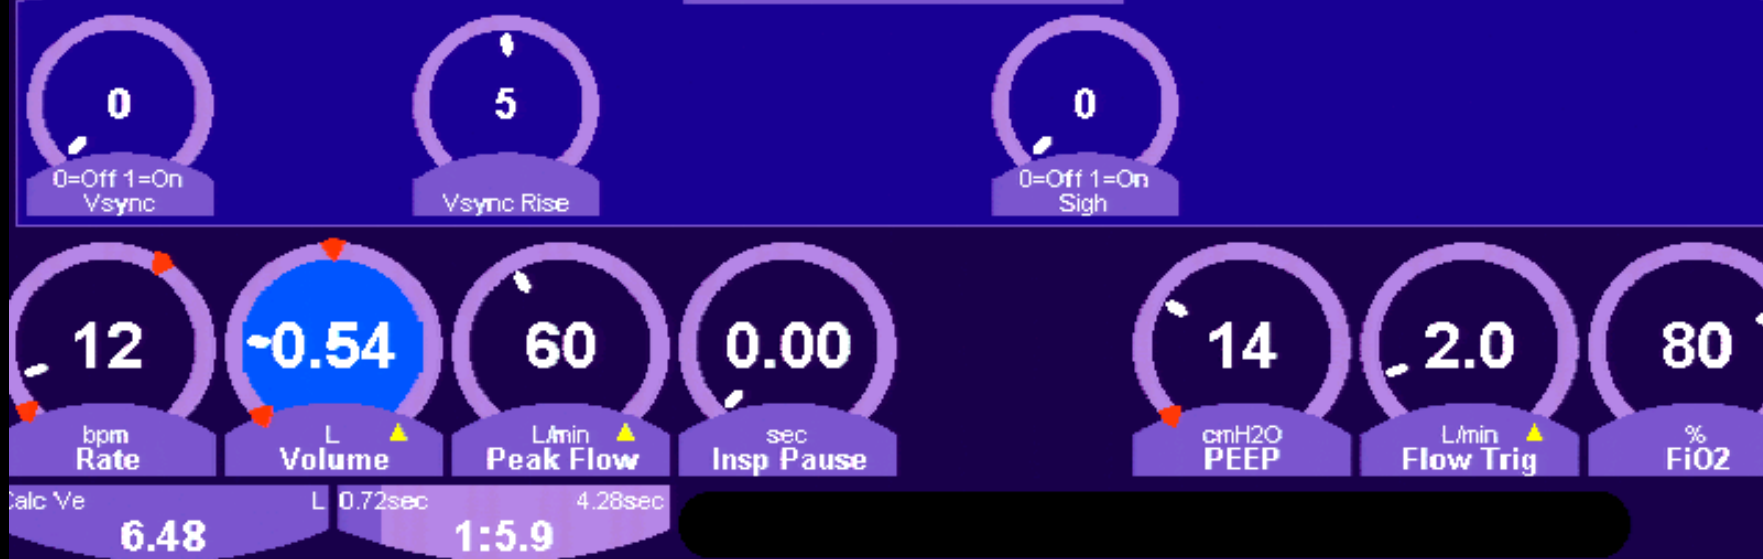 0
0=Off 1=On
Vsync
5
Vsync Rise
0
0=Off 1=On
Sigh
12
bpm
Rate
0.54
L
Volume
60
L/min
Peak Flow
0.00
sec
Insp Pause
14
cmH2O
PEEP
2.0
L/min
Flow Trig
80
%
FiO2
Calc Ve L
6.48
0.72sec 4.28sec
1:5.9